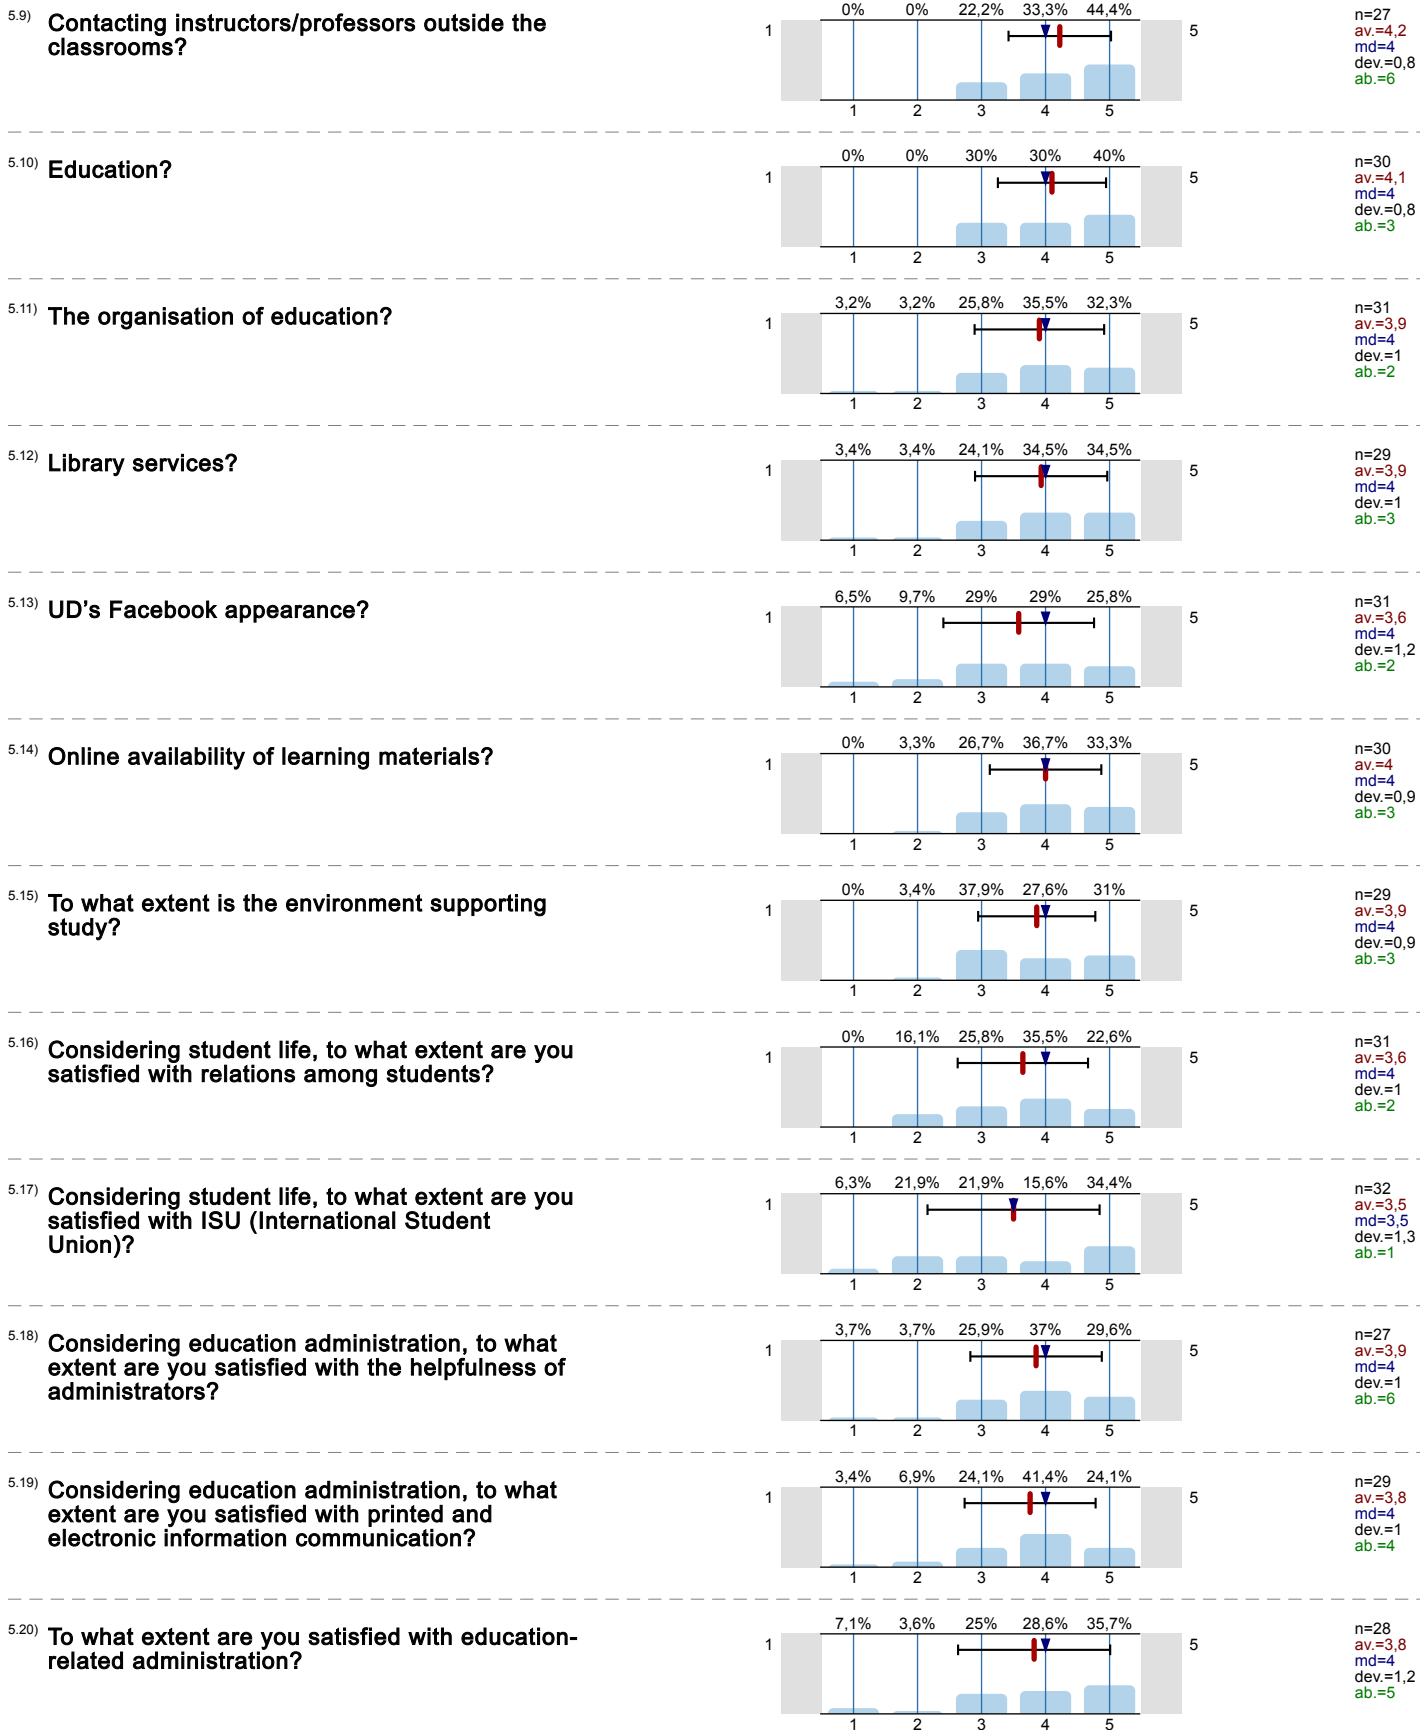 5.9) Contacting instructors/professors outside the
classrooms?
0% 0% 22,2% 33,3% 44,4%
1 5
1 2 3 4 5
n=27
av.=4,2
md=4
dev.=0,8
ab.=6
5.10) Education?
0% 0% 30% 30% 40%
1 5
1 2 3 4 5
n=30
av.=4,1
md=4
dev.=0,8
ab.=3
5.11) The organisation of education?
3,2% 3,2% 25,8% 35,5% 32,3%
1 5
1 2 3 4 5
n=31
av.=3,9
md=4
dev.=1
ab.=2
5.12) Library services?
3,4% 3,4% 24,1% 34,5% 34,5%
1 5
1 2 3 4 5
n=29
av.=3,9
md=4
dev.=1
ab.=3
5.13) UD’s Facebook appearance?
6,5% 9,7% 29% 29% 25,8%
1 5
1 2 3 4 5
n=31
av.=3,6
md=4
dev.=1,2
ab.=2
5.14) Online availability of learning materials?
0% 3,3% 26,7% 36,7% 33,3%
1 5
1 2 3 4 5
n=30
av.=4
md=4
dev.=0,9
ab.=3
5.15) To what extent is the environment supporting
study?
0% 3,4% 37,9% 27,6% 31%
1 5
1 2 3 4 5
n=29
av.=3,9
md=4
dev.=0,9
ab.=3
5.16) Considering student life, to what extent are you
satisfied with relations among students?
0% 16,1% 25,8% 35,5% 22,6%
1 5
1 2 3 4 5
n=31
av.=3,6
md=4
dev.=1
ab.=2
5.17) Considering student life, to what extent are you
satisfied with ISU (International Student
Union)?
6,3% 21,9% 21,9% 15,6% 34,4%
1 5
1 2 3 4 5
n=32
av.=3,5
md=3,5
dev.=1,3
ab.=1
5.18) Considering education administration, to what
extent are you satisfied with the helpfulness of
administrators?
3,7% 3,7% 25,9% 37% 29,6%
1 5
1 2 3 4 5
n=27
av.=3,9
md=4
dev.=1
ab.=6
5.19) Considering education administration, to what
extent are you satisfied with printed and
electronic information communication?
3,4% 6,9% 24,1% 41,4% 24,1%
1 5
1 2 3 4 5
n=29
av.=3,8
md=4
dev.=1
ab.=4
5.20) To what extent are you satisfied with education-
related administration?
7,1% 3,6% 25% 28,6% 35,7%
1 5
1 2 3 4 5
n=28
av.=3,8
md=4
dev.=1,2
ab.=5